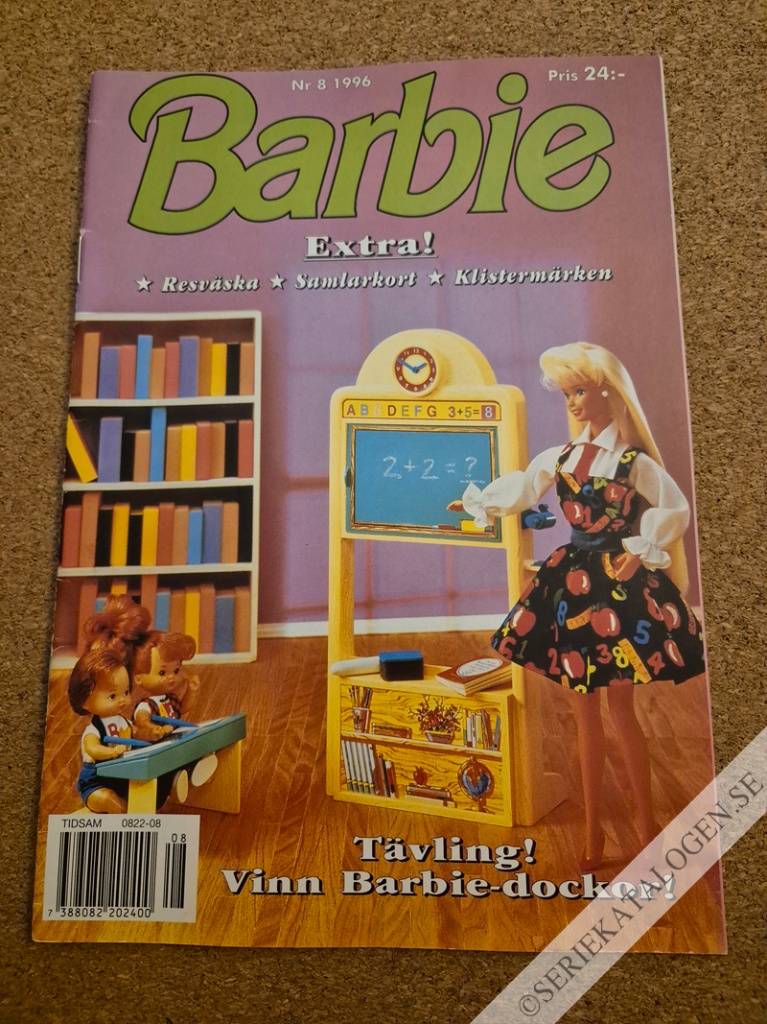 Nr 8 1996
Pris 24:-
Barbie
Extra!
★ Resväska ★ Samlarkort ★ Klistermärken
ABCDEFG 3+5=8
2+2=?
TIDSAM 0822-08
08
7 388082 202400
Tävling!
Vinn Barbie-dockor!
©SERIEKATALOGEN.SE